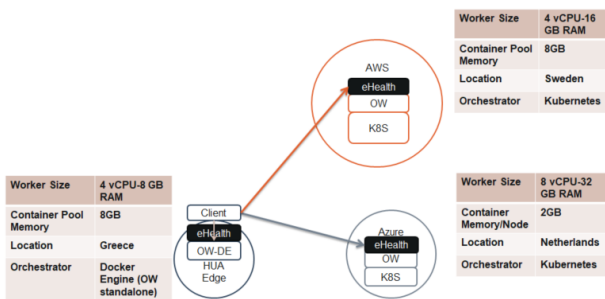 Worker Size 4 vCPU-16
GB RAM
Container Pool 8GB
Memory
Location Sweden
Orchestrator Kubernetes
AWS
eHealth
OW
K8S
Worker Size 4 vCPU-8 GB
RAM
Container Pool 8GB
Memory
Location Greece
Orchestrator Docker
Engine (OW
standalone)
Client
eHealth
OW-DE
HUA
Edge
Azure
eHealth
OW
K8S
Worker Size 8 vCPU-32
GB RAM
Container 2GB
Memory/Node
Location Netherlands
Orchestrator Kubernetes